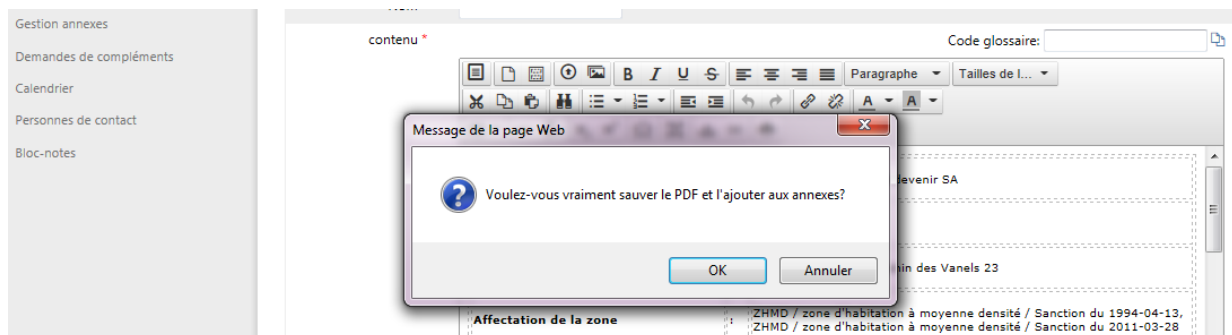 Gestion annexes
Demandes de compléments
Calendrier
Personnes de contact
Bloc-notes
contenu *
Code glossaire:
B I U S Paragraphe Tailles de l...
A A
Message de la page Web
Voulez-vous vraiment sauver le PDF et l'ajouter aux annexes?
OK Annuler
devenir SA
des Vanels 23
Affectation de la zone : ZHMD / zone d'habitation à moyenne densité / Sanction du 1994-04-13,
ZHMD / zone d'habitation à moyenne densité / Sanction du 2011-03-28